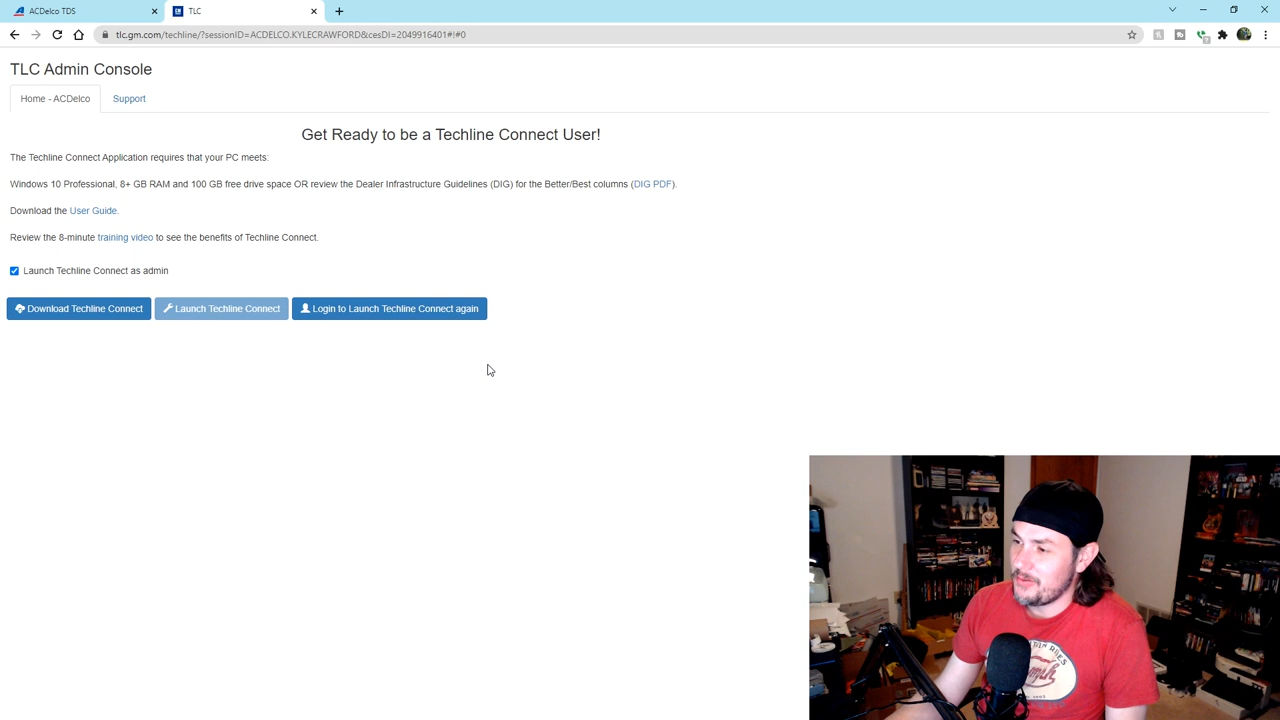 ACDelco TDS
TLC
tlc.gm.com/techline/?sessionID=ACDELCO.KYLECRAWFORD&cesDI=2049916401#!#0
TLC Admin Console
Home - ACDelco
Support
Get Ready to be a Techline Connect User!
The Techline Connect Application requires that your PC meets:
Windows 10 Professional, 8+ GB RAM and 100 GB free drive space OR review the Dealer Infrastructure Guidelines (DIG) for the Better/Best columns (DIG PDF).
Download the User Guide.
Review the 8-minute training video to see the benefits of Techline Connect.
Launch Techline Connect as admin
Download Techline Connect
Launch Techline Connect
Login to Launch Techline Connect again